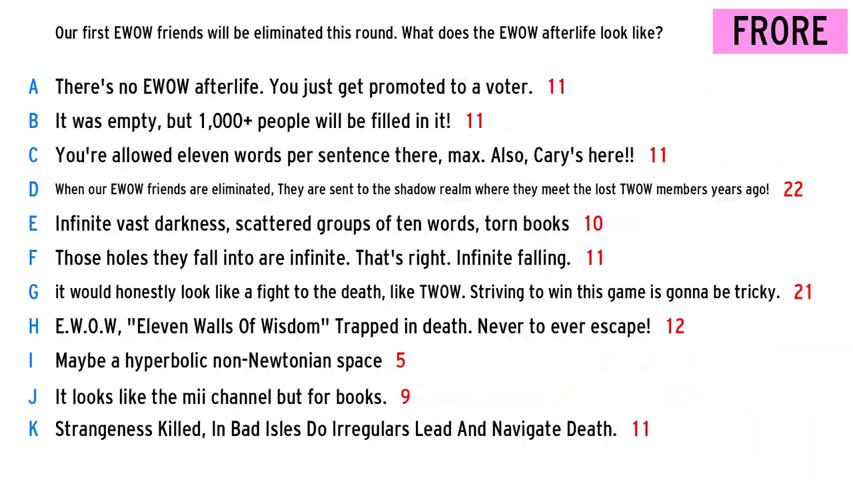 Our first EWOW friends will be eliminated this round. What does the EWOW afterlife look like?
FRORE
A There's no EWOW afterlife. You just get promoted to a voter. 11
B It was empty, but 1,000+ people will be filled in it! 11
C You're allowed eleven words per sentence there, max. Also, Cary's here!! 11
D When our EWOW friends are eliminated, They are sent to the shadow realm where they meet the lost TWOW members years ago! 22
E Infinite vast darkness, scattered groups of ten words, torn books 10
F Those holes they fall into are infinite. That's right. Infinite falling. 11
G it would honestly look like a fight to the death, like TWOW. Striving to win this game is gonna be tricky. 21
H E.W.O.W, "Eleven Walls Of Wisdom" Trapped in death. Never to ever escape! 12
I Maybe a hyperbolic non-Newtonian space 5
J It looks like the mii channel but for books. 9
K Strangeness Killed, In Bad Isles Do Irregulars Lead And Navigate Death. 11